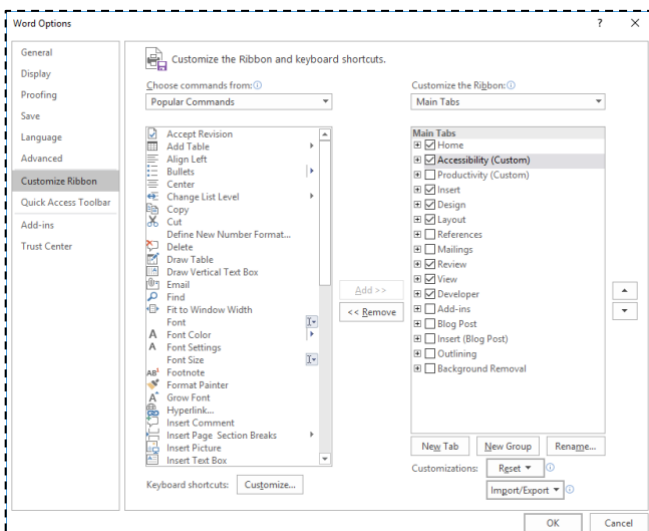 Word Options
?
General
Display
Proofing
Save
Language
Advanced
Customize Ribbon
Quick Access Toolbar
Add-ins
Trust Center
Customize the Ribbon and keyboard shortcuts.
Choose commands from:
Popular Commands
Accept Revision
Add Table
Align Left
Bullets
Center
Change List Level
Copy
Cut
Define New Number Format...
Delete
Draw Table
Draw Vertical Text Box
Email
Find
Fit to Window Width
Font
Font Color
Font Settings
Font Size
Footnote
Format Painter
Grow Font
Hyperlink...
Insert Comment
Insert Page Section Breaks
Insert Picture
Insert Text Box
Keyboard shortcuts: Customize...
Add >>
<< Remove
Customize the Ribbon:
Main Tabs
Main Tabs
Home
Accessibility (Custom)
Productivity (Custom)
Insert
Design
Layout
References
Mailings
Review
View
Developer
Add-ins
Blog Post
Insert (Blog Post)
Outlining
Background Removal
New Tab New Group Rename...
Customizations: Reset
Import/Export
OK Cancel